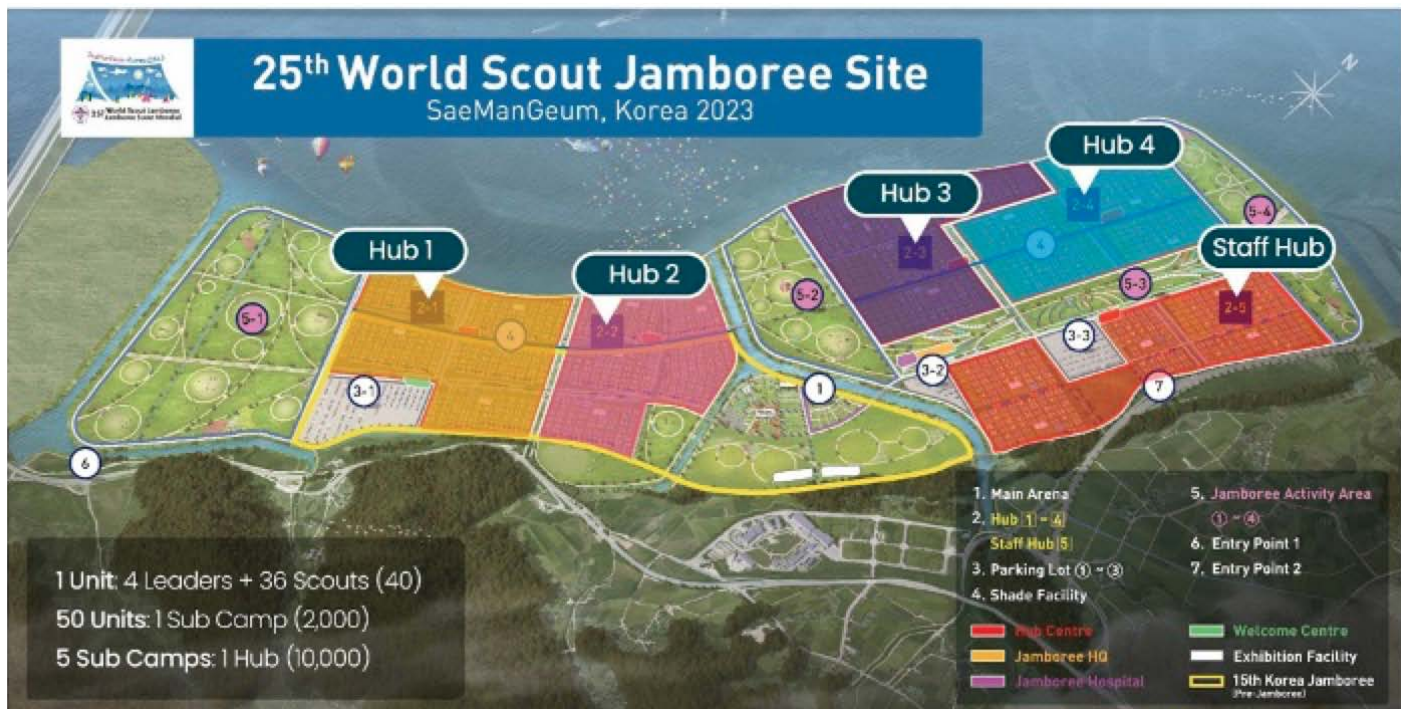 25th World Scout Jamboree Site
SaeManGeum, Korea 2023
World Scout Jamboree
Jamboree Scout Mondial
Hub 4
Hub 3
Hub 1
Hub 2
Staff Hub
N
2-4
5-4
2-3
4
5-1
2-1
4
2-2
5-2
5-3
2-5
3-3
3-1
3-2
1
7
6
1. Main Arena
2. Hub 1 ~ 4
Staff Hub 5
3. Parking Lot ① ~ ③
4. Shade Facility
5. Jamboree Activity Area
① ~ ④
6. Entry Point 1
7. Entry Point 2
Hub Centre
Jamboree HQ
Jamboree Hospital
Welcome Centre
Exhibition Facility
15th Korea Jamboree
(Pre-Jamboree)
1 Unit: 4 Leaders + 36 Scouts (40)
50 Units: 1 Sub Camp (2,000)
5 Sub Camps: 1 Hub (10,000)